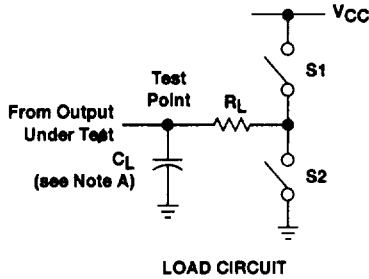 VCC
S1
Test
Point
RL
From Output
Under Test
CL
(see Note A)
S2
LOAD CIRCUIT